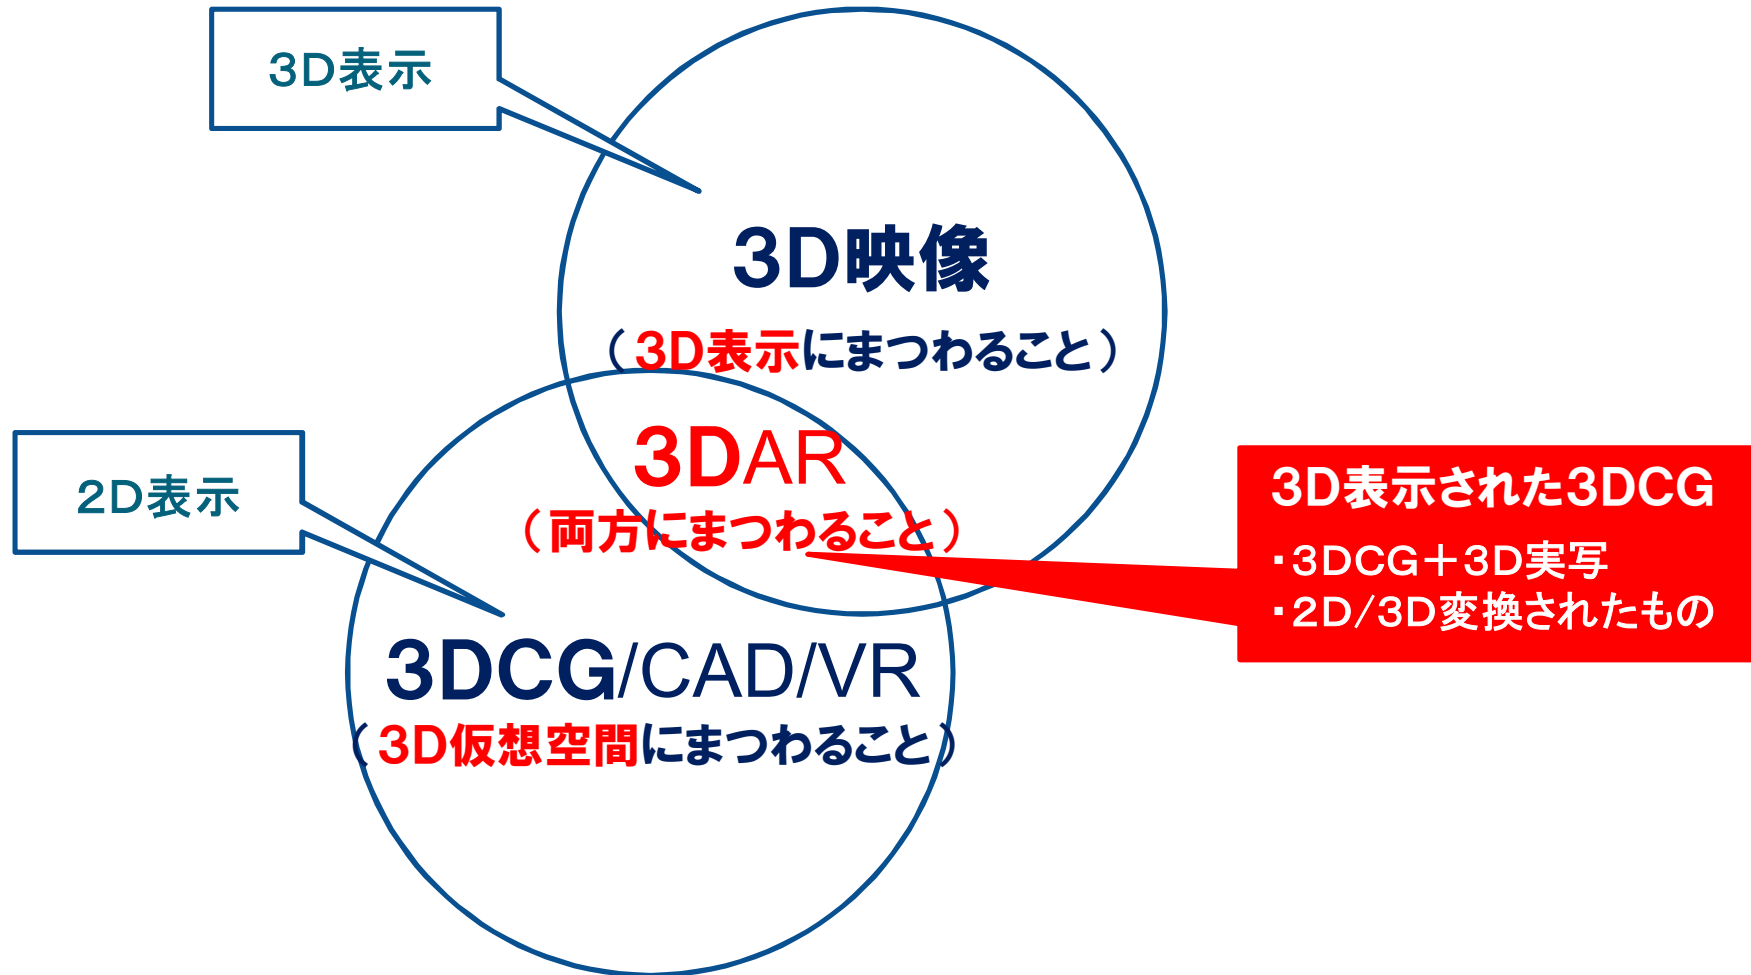 3D表示
3D映像
（3D表示にまつわること）
3DAR
（両方にまつわること）
2D表示
3DCG/CAD/VR
（3D仮想空間にまつわること）
3D表示された3DCG
・3DCG＋3D実写
・2D/3D変換されたもの